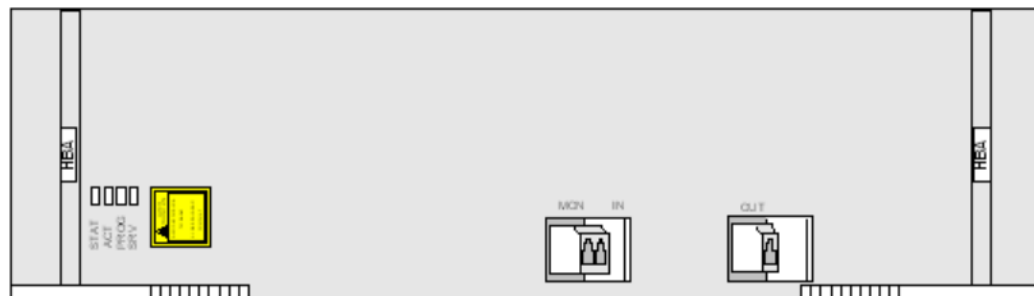 HBA
HBA
STAT
ACT
PROG
SRV
MON IN
OUT